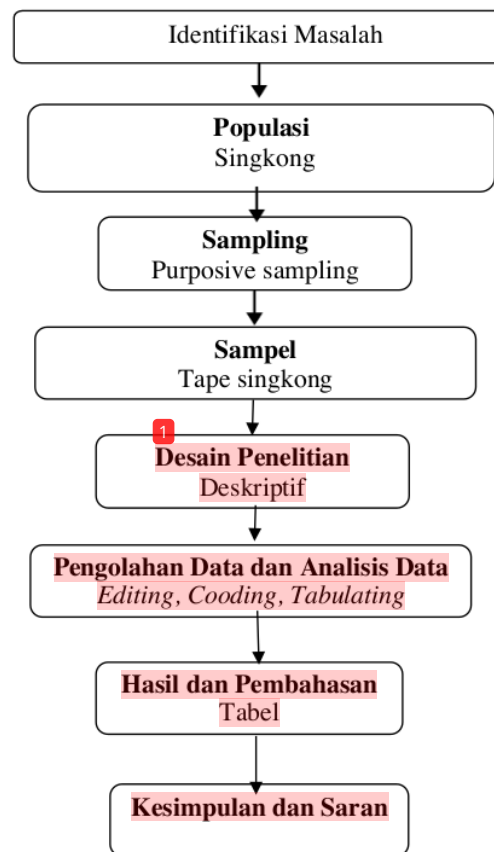 Identifikasi Masalah
Populasi
Singkong
Sampling
Purposive sampling
Sampel
Tape singkong
1
Desain Penelitian
Deskriptif
Pengolahan Data dan Analisis Data
Editing, Cooding, Tabulating
Hasil dan Pembahasan
Tabel
Kesimpulan dan Saran